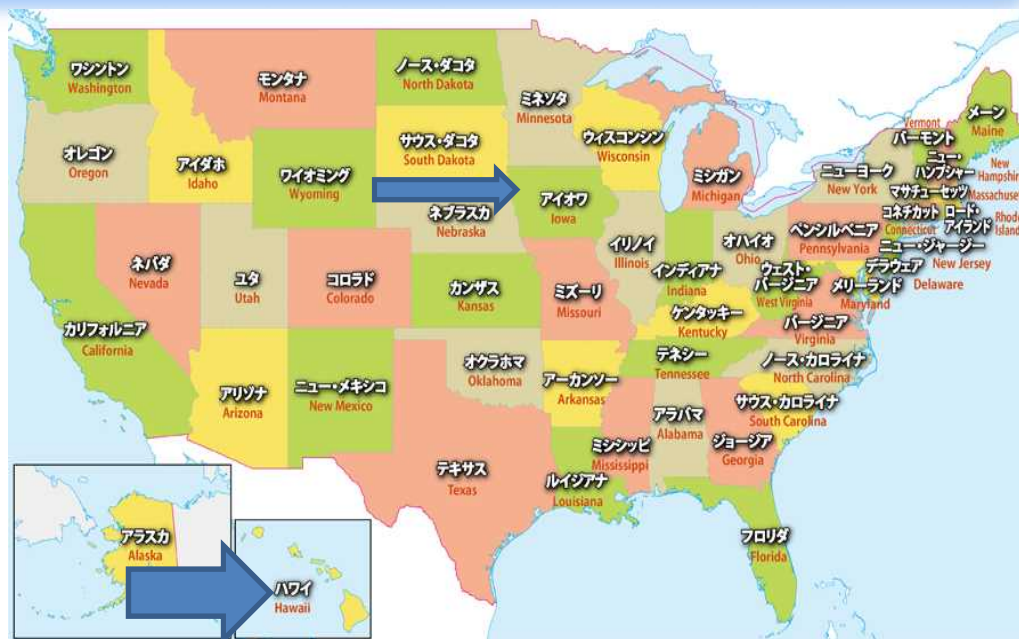 ワシントン
Washington
モンタナ
Montana
ノース・ダコタ
North Dakota
ミネソタ
Minnesota
メーン
Maine
Vermont
バーモント
オレゴン
Oregon
アイダホ
Idaho
ワイオミング
Wyoming
サウス・ダコタ
South Dakota
ウィスコンシン
Wisconsin
ミシガン
Michigan
ニューヨーク
New York
ニュー・
ハンプシャー
New
Hampshire
マサチューセッツ
Massachuset
コネチカット
Connecticut
ロード・
アイランド
Rhode
Island
ネブラスカ
Nebraska
アイオワ
Iowa
ネバダ
Nevada
ユタ
Utah
コロラド
Colorado
カンザス
Kansas
ミズーリ
Missouri
イリノイ
Illinois
インディアナ
Indiana
オハイオ
Ohio
ペンシルベニア
Pennsylvania
ニュー・ジャージー
New Jersey
デラウェア
Delaware
ウェスト・
バージニア
West Virginia
メリーランド
Maryland
ケンタッキー
Kentucky
バージニア
Virginia
カリフォルニア
California
アリゾナ
Arizona
ニュー・メキシコ
New Mexico
オクラホマ
Oklahoma
アーカンソー
Arkansas
テネシー
Tennessee
ノース・カロライナ
North Carolina
サウス・カロライナ
South Carolina
テキサス
Texas
ルイジアナ
Louisiana
ミシシッピ
Mississippi
アラバマ
Alabama
ジョージア
Georgia
フロリダ
Florida
アラスカ
Alaska
ハワイ
Hawaii